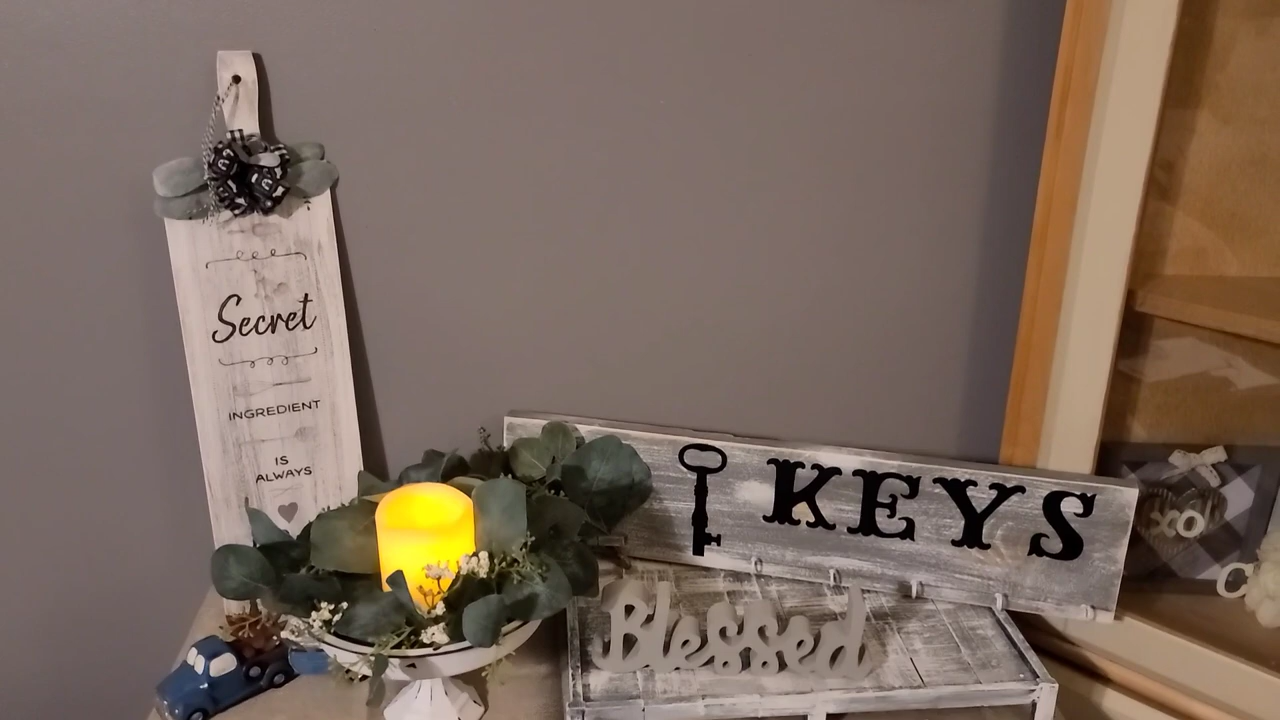 Secret
INGREDIENT
IS
ALWAYS
KEYS
Blessed
xo